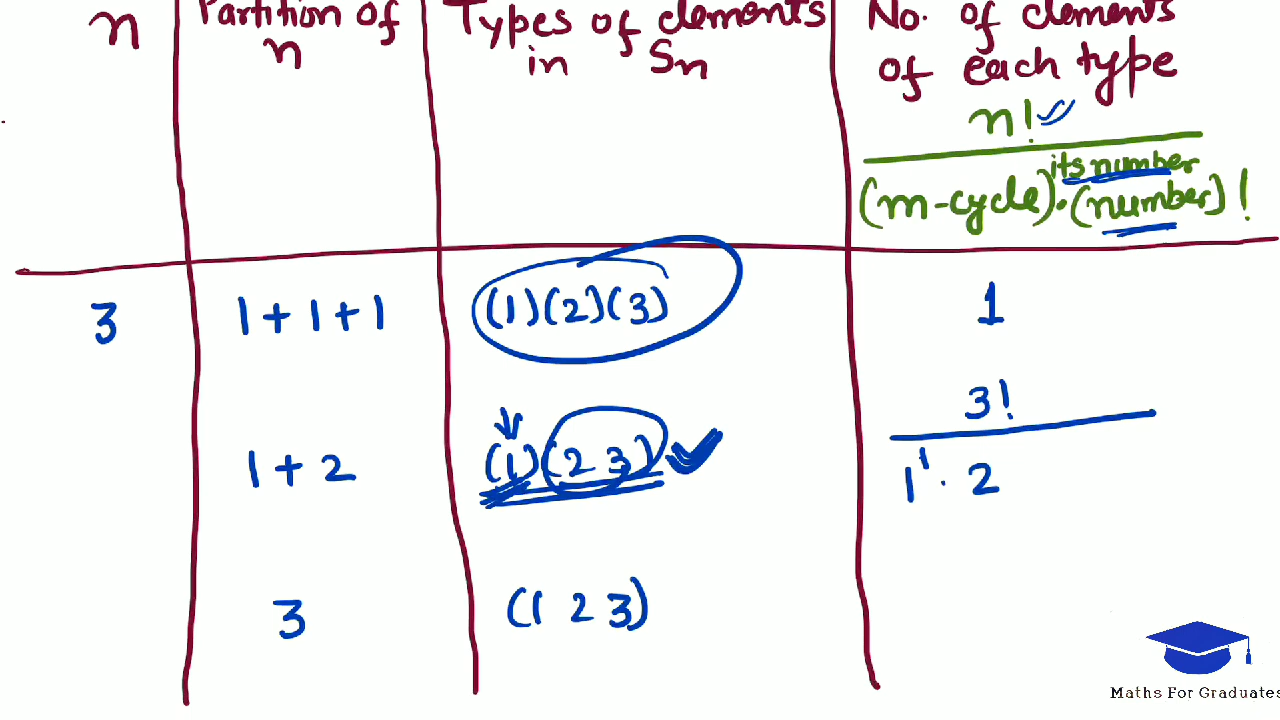 n
Partition of
n
Types of elements
in Sn
No. of elements
of each type
n!
(m-cycle)^its number . (number)!
3
1+1+1
(1)(2)(3)
1
1+2
(1)(2 3)
3!
1^1 . 2
3
(1 2 3)
Maths For Graduates